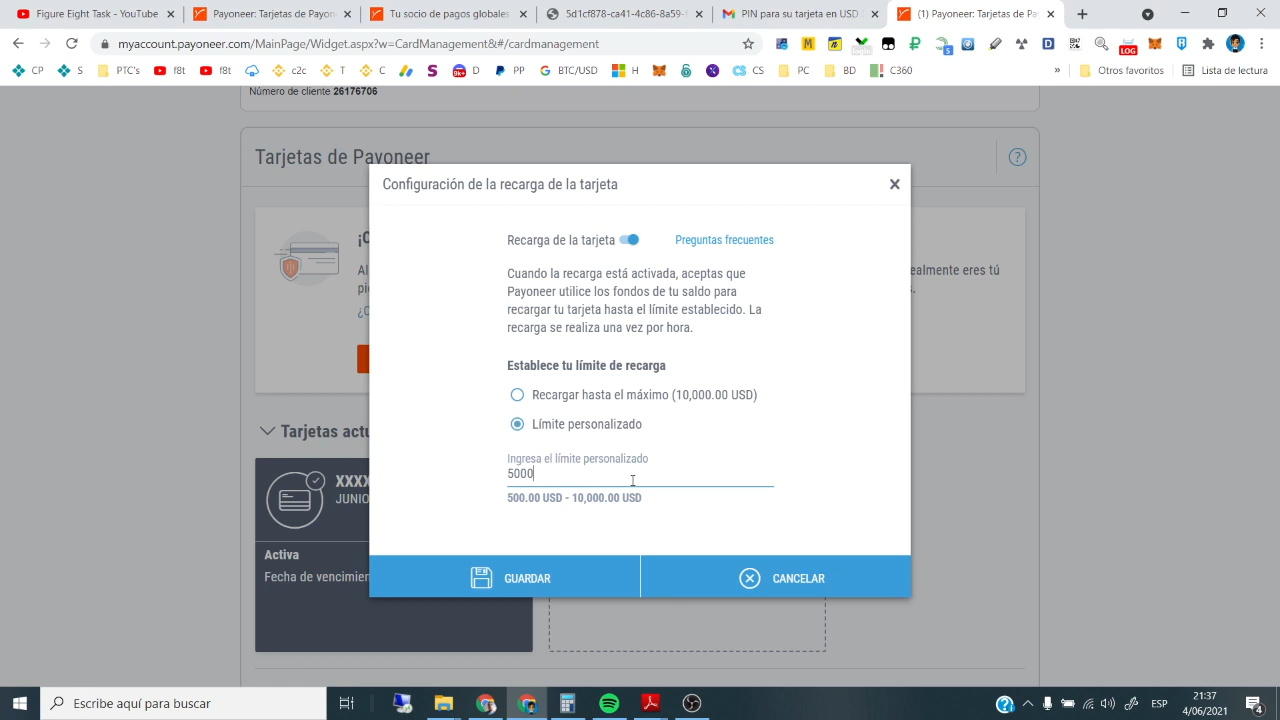 Figure Eight Task - YouTube
Payoneer: Tarjetas de Payon
Tu socio de pagos globales
5d1cf878-ca41-4c86-8a59-
PIN para su tarjeta en USD
(1) Payoneer: Tarjetas de Pa
myaccount.payoneer.com/MainPage/Widget.aspx?w=CardManagement&#/cardmanagement
CP
S
PTC's
f8t
f8t
c2c
T
C
S
D
PP
BTC/USD
H
CS
PC
BD
C360
»
Otros favoritos
Lista de lectura
Número de cliente 26176706
Tarjetas de Payoneer
Configuración de la recarga de la tarjeta
Recarga de la tarjeta
Preguntas frecuentes
Cuando la recarga está activada, aceptas que
Payoneer utilice los fondos de tu saldo para
recargar tu tarjeta hasta el límite establecido. La
recarga se realiza una vez por hora.
Establece tu límite de recarga
Recargar hasta el máximo (10,000.00 USD)
Límite personalizado
Ingresa el límite personalizado
5000
500.00 USD - 10,000.00 USD
GUARDAR
CANCELAR
ealmente eres tú
Al
pi
Tarjetas actu
XXXX
JUNIO
Activa
Fecha de vencimien
Escribe aquí para buscar
ESP
21:37
4/06/2021
4